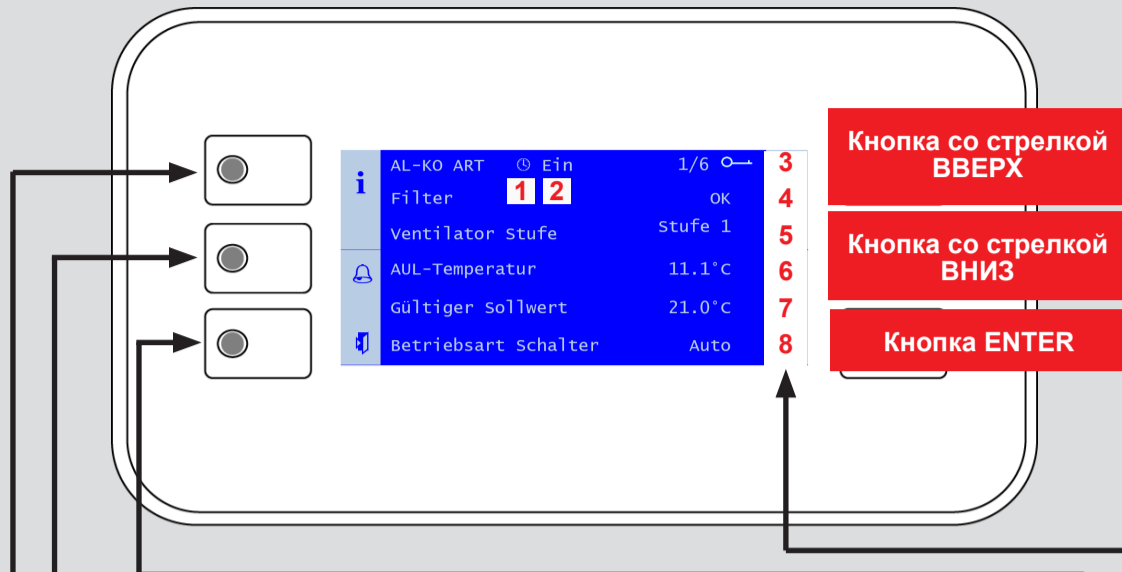 AL-KO ART Ein 1/6 3
1 2
Filter OK 4
Ventilator Stufe Stufe 1 5
AUL-Temperatur 11.1°C 6
Gültiger Sollwert 21.0°C 7
Betriebsart Schalter Auto 8
i
Кнопка со стрелкой
ВВЕРХ
Кнопка со стрелкой
ВНИЗ
Кнопка ENTER